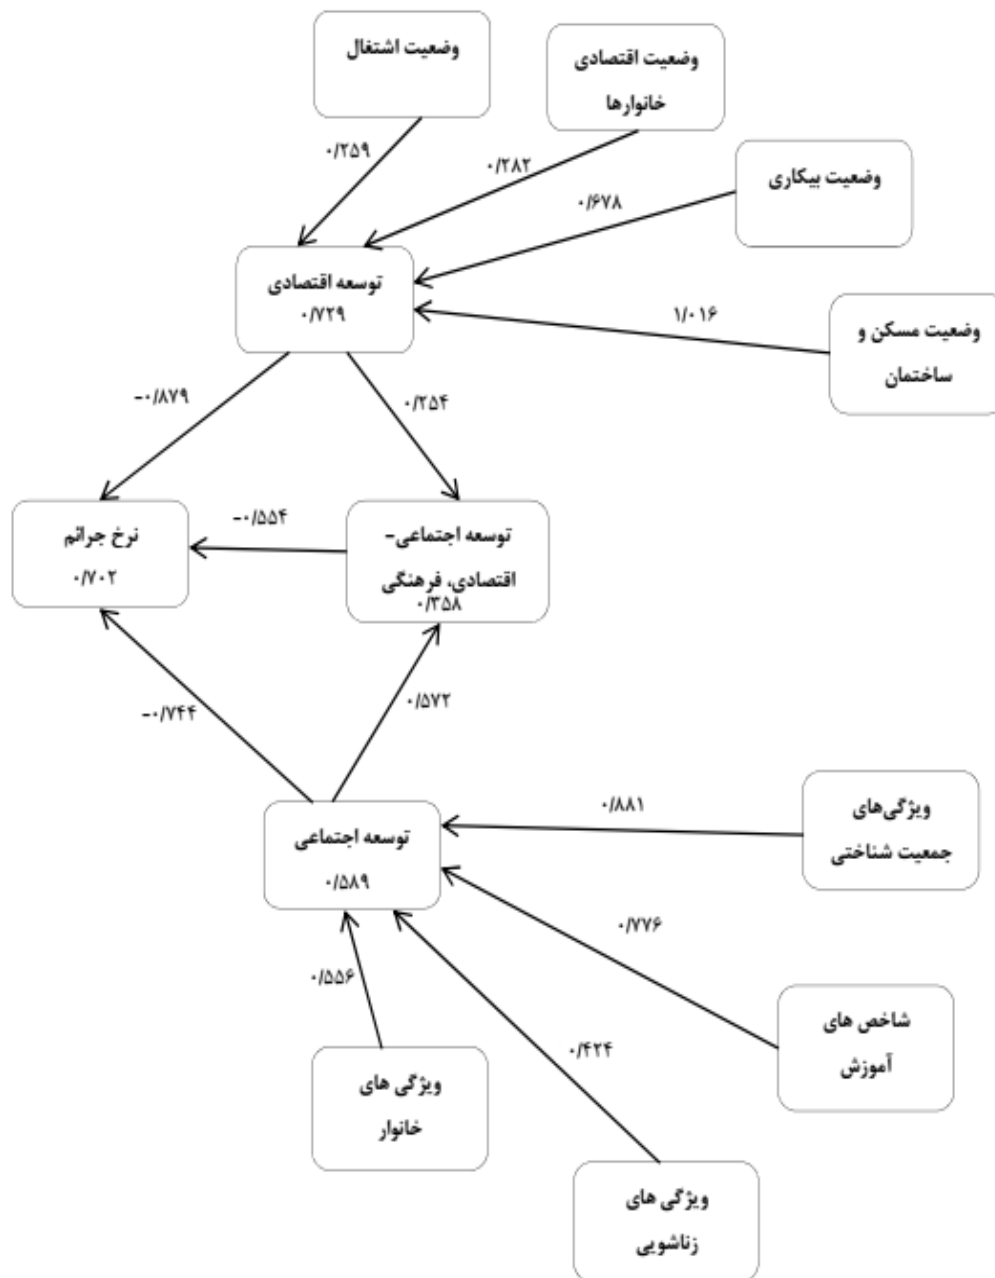 وضعیت اشتغال
وضعیت اقتصادی
خانوارها
وضعیت بیکاری
۰/۲۵۹
۰/۲۸۲
۰/۶۷۸
توسعه اقتصادی
۰/۷۲۹
۱/۰۱۶
وضعیت مسکن و
ساختمان
-۰/۸۷۹
۰/۲۵۴
نرخ جرائم
۰/۷۰۲
-۰/۵۵۴
توسعه اجتماعی-
اقتصادی، فرهنگی
۰/۳۵۸
-۰/۷۴۴
۰/۵۷۲
توسعه اجتماعی
۰/۵۸۹
۰/۸۸۱
ویژگی‌های
جمعیت شناختی
۰/۷۷۶
۰/۵۵۶
۰/۴۲۴
شاخص های
آموزش
ویژگی های
خانوار
ویژگی های
زناشویی